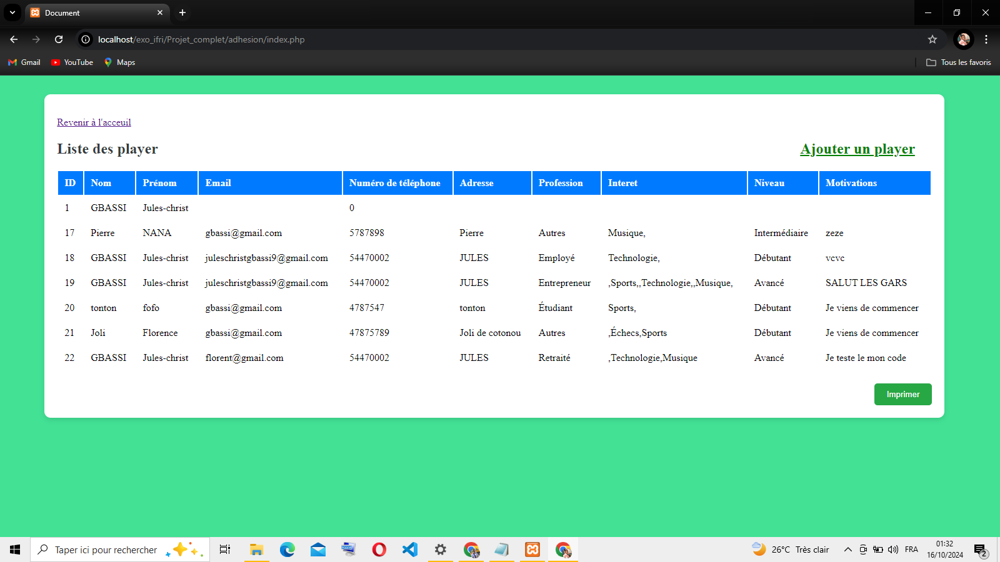 Document
localhost/exo_ifri/Projet_complet/adhesion/index.php
Gmail YouTube Maps Tous les favoris
Revenir à l'acceuil
Liste des player Ajouter un player
ID Nom Prénom Email Numéro de téléphone Adresse Profession Interet Niveau Motivations
1 GBASSI Jules-christ 0
17 Pierre NANA gbassi@gmail.com 5787898 Pierre Autres Musique, Intermédiaire zeze
18 GBASSI Jules-christ juleschristgbassi9@gmail.com 54470002 JULES Employé Technologie, Débutant vcvc
19 GBASSI Jules-christ juleschristgbassi9@gmail.com 54470002 JULES Entrepreneur ,Sports,,Technologie,,Musique, Avancé SALUT LES GARS
20 tonton fofo gbassi@gmail.com 4787547 tonton Étudiant Sports, Débutant Je viens de commencer
21 Joli Florence gbassi@gmail.com 47875789 Joli de cotonou Autres ,Échecs,Sports Débutant Je viens de commencer
22 GBASSI Jules-christ florent@gmail.com 54470002 JULES Retraité ,Technologie,Musique Avancé Je teste le mon code
Imprimer
Taper ici pour rechercher 26°C Très clair FRA 01:32
16/10/2024 2